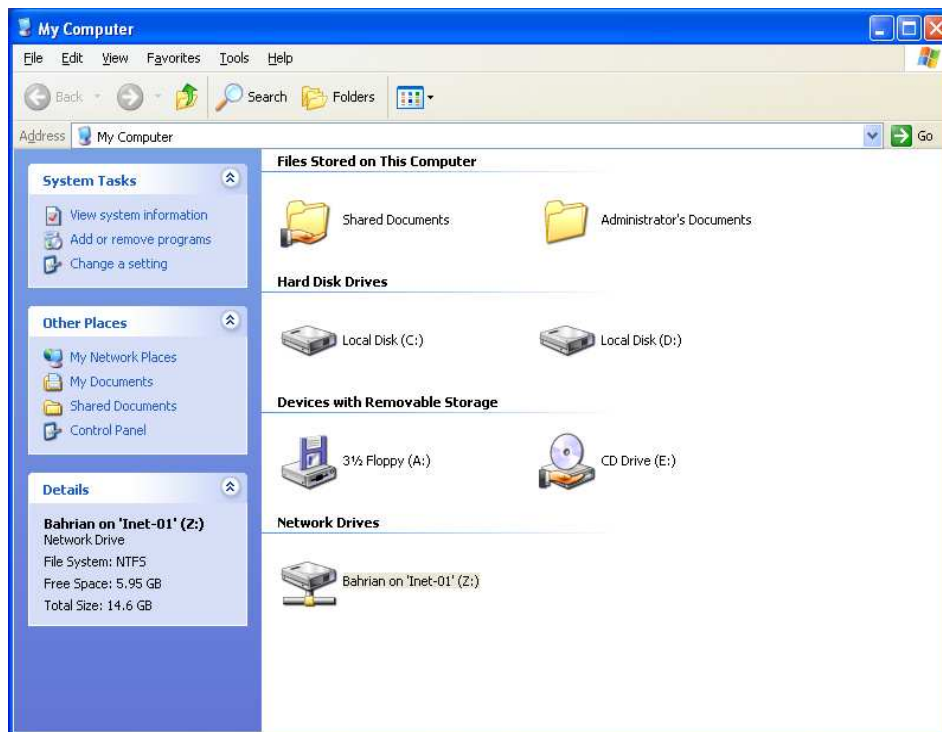 My Computer
File Edit View Favorites Tools Help
Back Search Folders
Address My Computer Go
System Tasks
View system information
Add or remove programs
Change a setting
Other Places
My Network Places
My Documents
Shared Documents
Control Panel
Details
Bahrian on 'Inet-01' (Z:)
Network Drive
File System: NTFS
Free Space: 5.95 GB
Total Size: 14.6 GB
Files Stored on This Computer
Shared Documents Administrator's Documents
Hard Disk Drives
Local Disk (C:) Local Disk (D:)
Devices with Removable Storage
3½ Floppy (A:) CD Drive (E:)
Network Drives
Bahrian on 'Inet-01' (Z:)